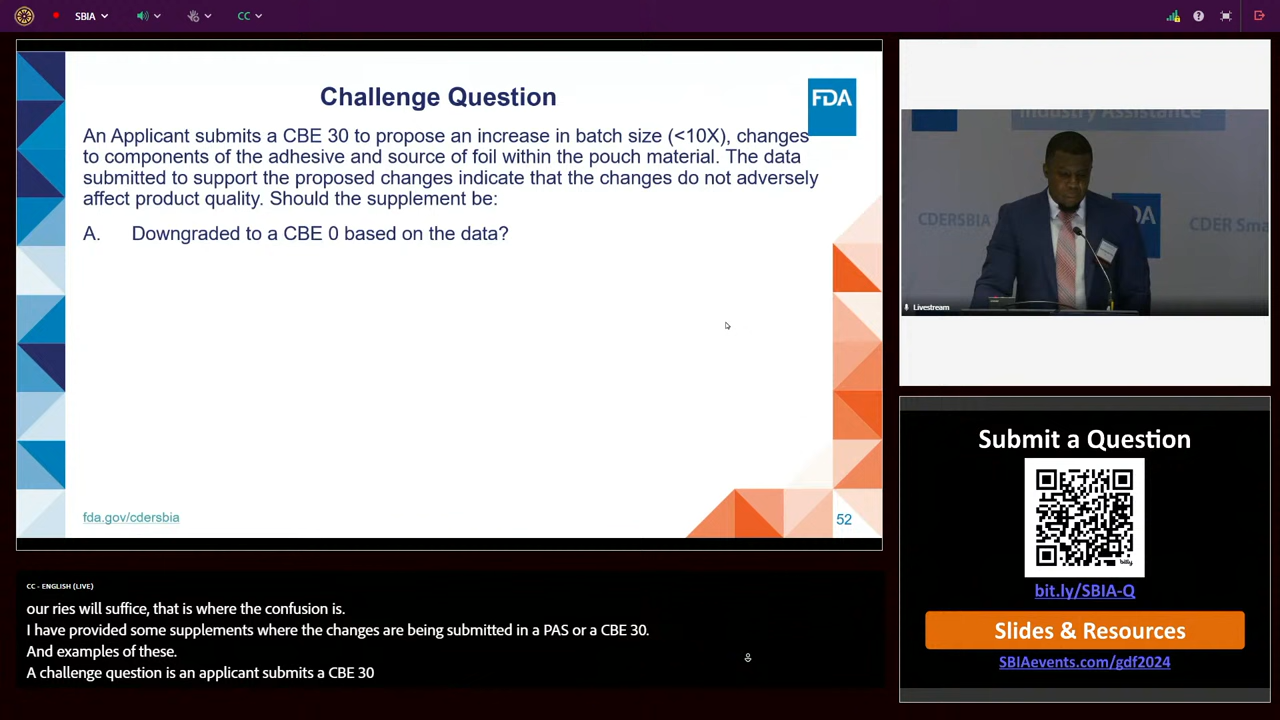 SBIA
CC
Challenge Question
FDA
An Applicant submits a CBE 30 to propose an increase in batch size (<10X), changes
to components of the adhesive and source of foil within the pouch material. The data
submitted to support the proposed changes indicate that the changes do not adversely
affect product quality. Should the supplement be:
A. Downgraded to a CBE 0 based on the data?
fda.gov/cdersbia
52
Industry Assistance
CDERSBIA
DA
CDER Sma
Livestream
Submit a Question
bitly
bit.ly/SBIA-Q
Slides & Resources
SBIAevents.com/gdf2024
CC - ENGLISH (LIVE)
our ries will suffice, that is where the confusion is.
I have provided some supplements where the changes are being submitted in a PAS or a CBE 30.
And examples of these.
A challenge question is an applicant submits a CBE 30